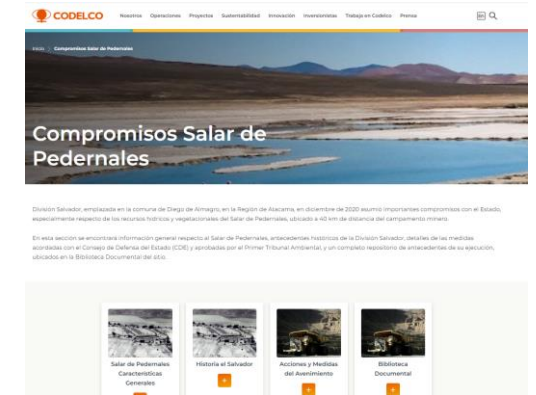 CODELCO
Nosotros Operaciones Proyectos Sustentabilidad Innovación Inversionistas Trabaja en Codelco Prensa
Inicio > Compromisos Salar de Pedernales
Compromisos Salar de
Pedernales
División Salvador, emplazada en la comuna de Diego de Almagro, en la Región de Atacama, en diciembre de 2020 asumió importantes compromisos con el Estado,
especialmente respecto de los recursos hídricos y vegetacionales del Salar de Pedernales, ubicado a 40 km de distancia del campamento minero.
En esta sección se encontrará información general respecto al Salar de Pedernales, antecedentes históricos de la División Salvador, detalles de las medidas
acordadas con el Consejo de Defensa del Estado (CDE) y aprobadas por el Primer Tribunal Ambiental, y un completo repositorio de antecedentes de su ejecución,
ubicados en la Biblioteca Documental del sitio.
Salar de Pedernales Historia el Salvador Acciones y Medidas Biblioteca
Características del Avenimiento Documental
Generales